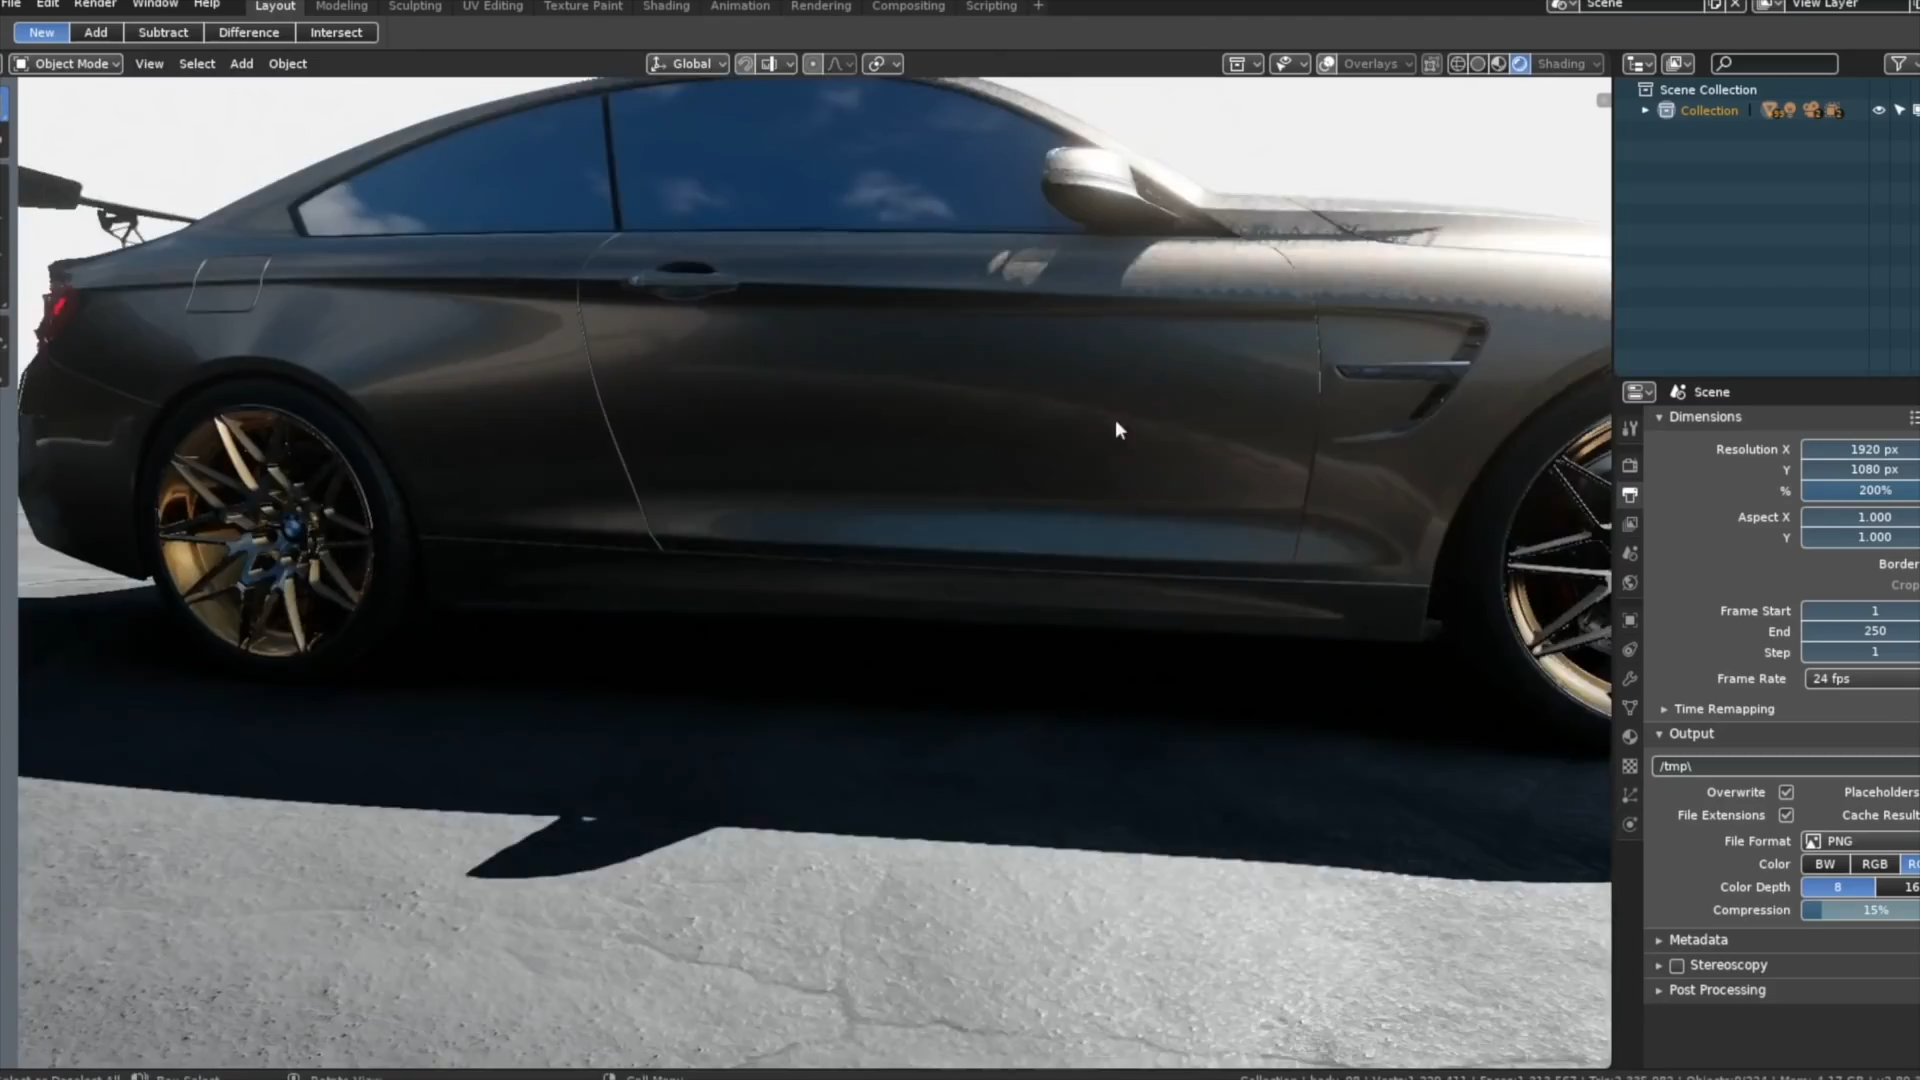 File Edit Render Window Help Layout Modeling Sculpting UV Editing Texture Paint Shading Animation Rendering Compositing Scripting + Scene View Layer
New Add Subtract Difference Intersect
Object Mode View Select Add Object Global Overlays Shading
Scene Collection
Collection
Scene
Dimensions
Resolution X 1920 px
Y 1080 px
% 200%
Aspect X 1.000
Y 1.000
Border
Crop
Frame Start 1
End 250
Step 1
Frame Rate 24 fps
Time Remapping
Output
/tmp\
Overwrite Placeholders
File Extensions Cache Result
File Format PNG
Color BW RGB
Color Depth 8 16
Compression 15%
Metadata
Stereoscopy
Post Processing